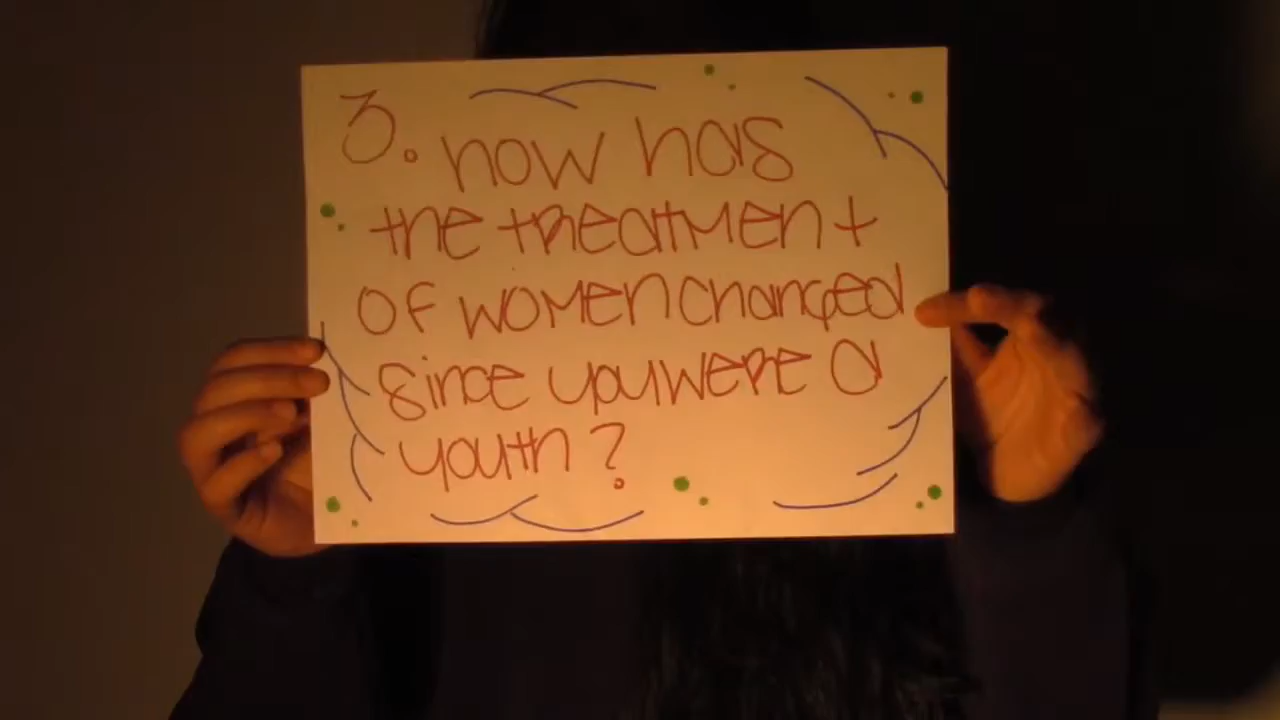 3. how has
the treatment
of women changed
since you were a
youth?